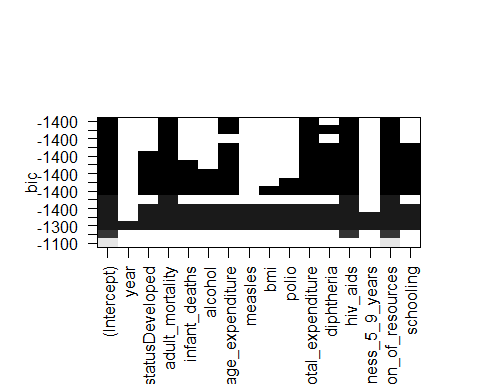 -1400
-1400
-1400
-1400
-1400
-1400
-1300
-1100
bic
(Intercept)
year
statusDeveloped
adult_mortality
infant_deaths
alcohol
age_expenditure
measles
bmi
polio
otal_expenditure
diphtheria
hiv_aids
ness_5_9_years
on_of_resources
schooling